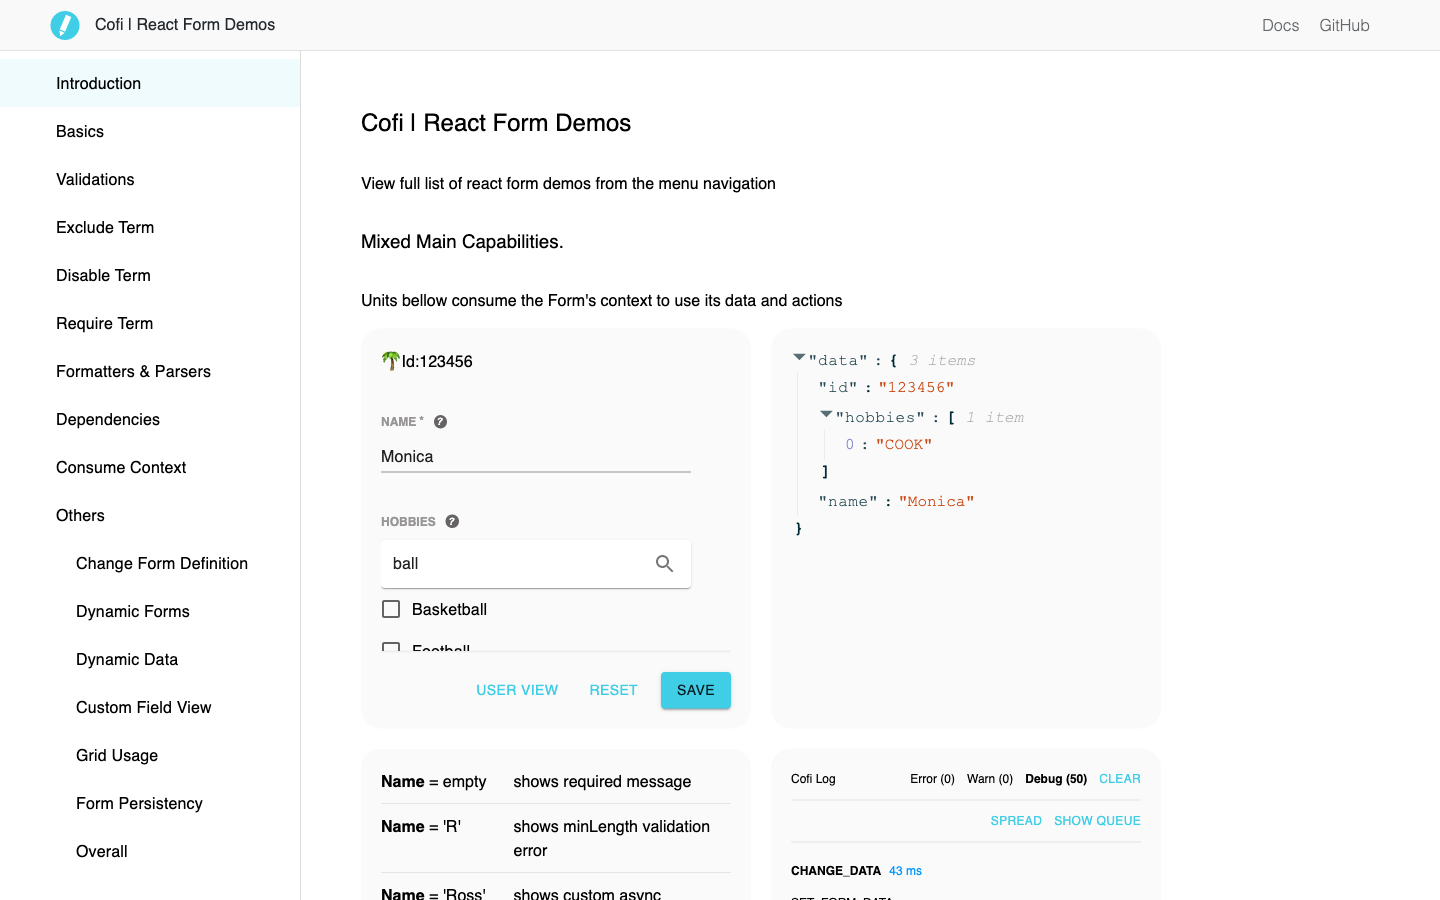 Cofi | React Form Demos
Docs
GitHub
Introduction
Basics
Validations
Exclude Term
Disable Term
Require Term
Formatters & Parsers
Dependencies
Consume Context
Others
Change Form Definition
Dynamic Forms
Dynamic Data
Custom Field View
Grid Usage
Form Persistency
Overall
Cofi | React Form Demos
View full list of react form demos from the menu navigation
Mixed Main Capabilities.
Units bellow consume the Form's context to use its data and actions
Id:123456
NAME * ?
Monica
HOBBIES ?
ball
Basketball
Football
USER VIEW RESET SAVE
"data" : { 3 items
"id" : "123456"
"hobbies" : [ 1 item
0 : "COOK"
]
"name" : "Monica"
}
Name = empty shows required message
Name = 'R' shows minLength validation
error
Name = 'Ross' shows custom async
Cofi Log Error (0) Warn (0) Debug (50) CLEAR
SPREAD SHOW QUEUE
CHANGE_DATA 43 ms
SET_FORM_DATA